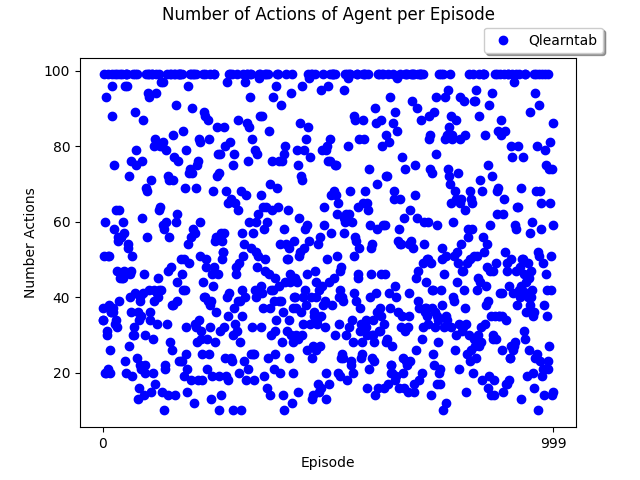 Number of Actions of Agent per Episode
Qlearntab
100
80
60
40
20
Number Actions
0
999
Episode